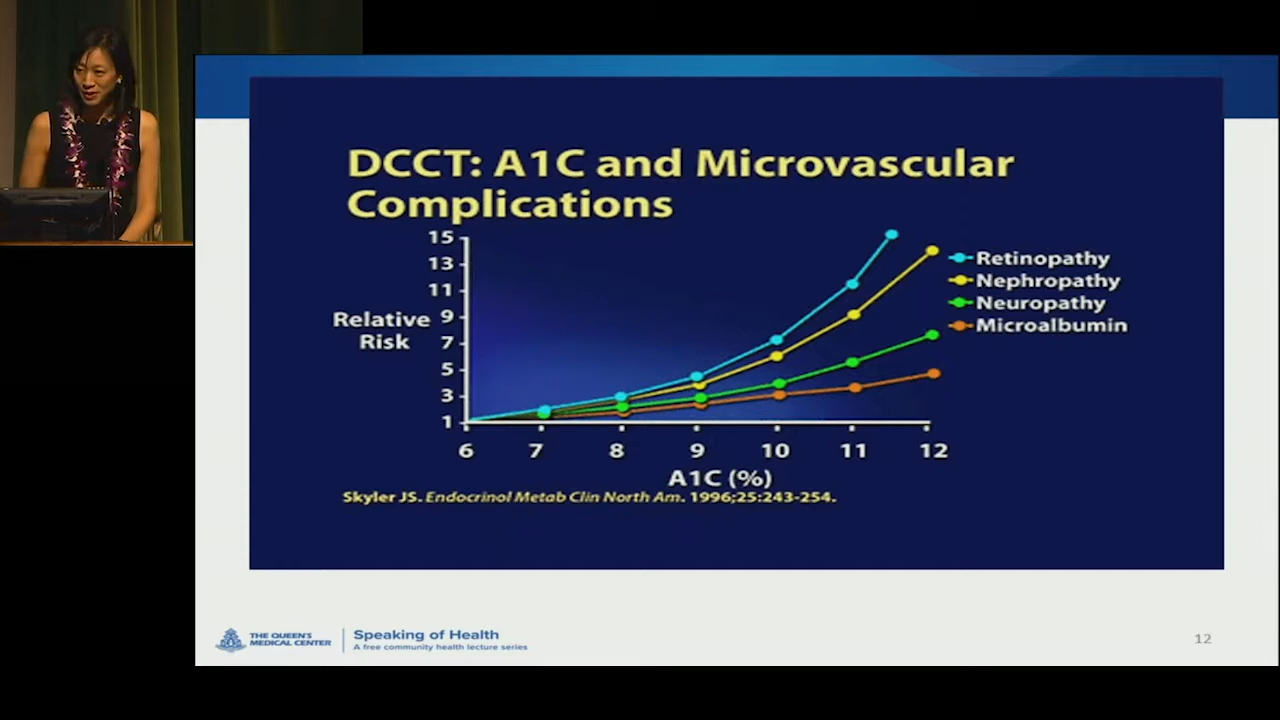 DCCT: A1C and Microvascular
Complications
15
13
11
9
7
5
3
1
Relative
Risk
6 7 8 9 10 11 12
A1C (%)
Retinopathy
Nephropathy
Neuropathy
Microalbumin
Skyler JS. Endocrinol Metab Clin North Am. 1996;25:243-254.
THE QUEEN'S
MEDICAL CENTER
Speaking of Health
A free community health lecture series
12